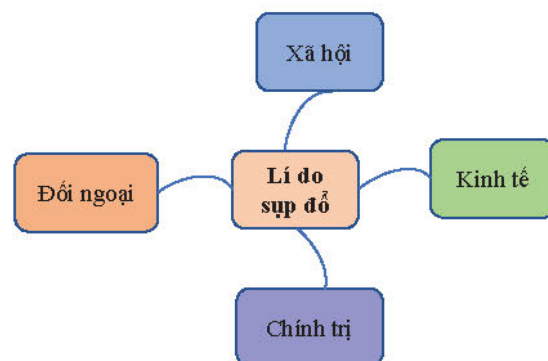 Xã hội
Đối ngoại
Lí do
sụp đổ
Kinh tế
Chính trị